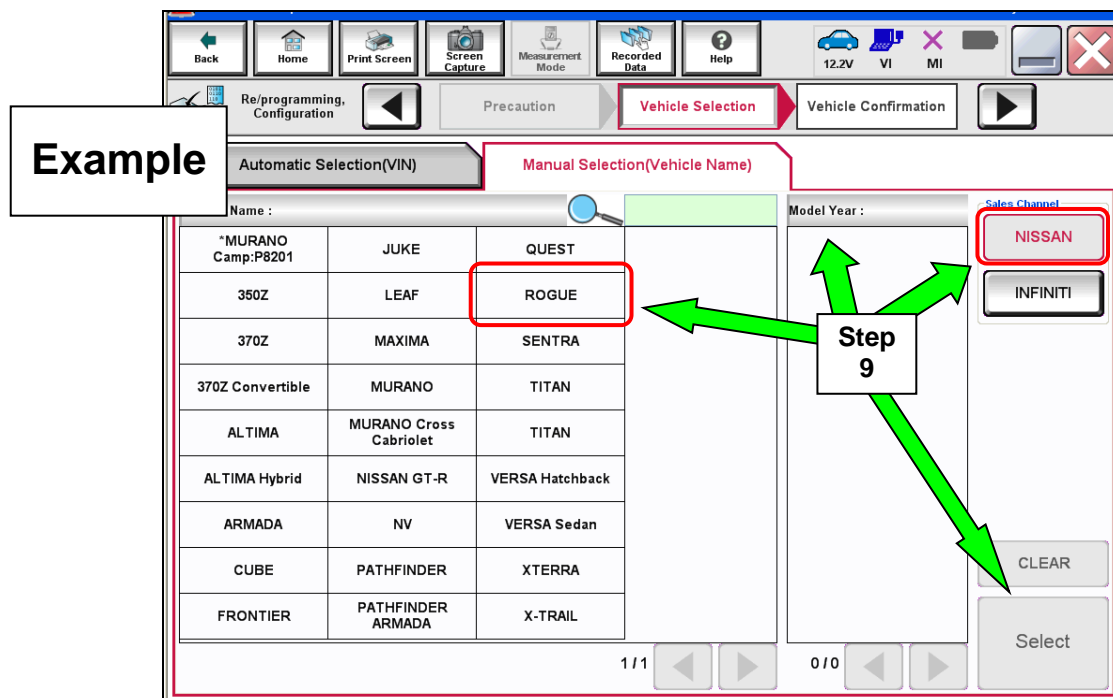 Back
Home
Print Screen
Screen
Capture
Measurement
Mode
Recorded
Data
Help
12.2V
VI
MI
Re/programming,
Configuration
Precaution
Vehicle Selection
Vehicle Confirmation
Example
Automatic Selection(VIN)
Manual Selection(Vehicle Name)
Name :
Model Year :
Sales Channel
*MURANO
Camp:P8201
JUKE
QUEST
NISSAN
350Z
LEAF
ROGUE
INFINITI
370Z
MAXIMA
SENTRA
Step
9
370Z Convertible
MURANO
TITAN
ALTIMA
MURANO Cross
Cabriolet
TITAN
ALTIMA Hybrid
NISSAN GT-R
VERSA Hatchback
ARMADA
NV
VERSA Sedan
CUBE
PATHFINDER
XTERRA
CLEAR
FRONTIER
PATHFINDER
ARMADA
X-TRAIL
Select
1/1
0/0